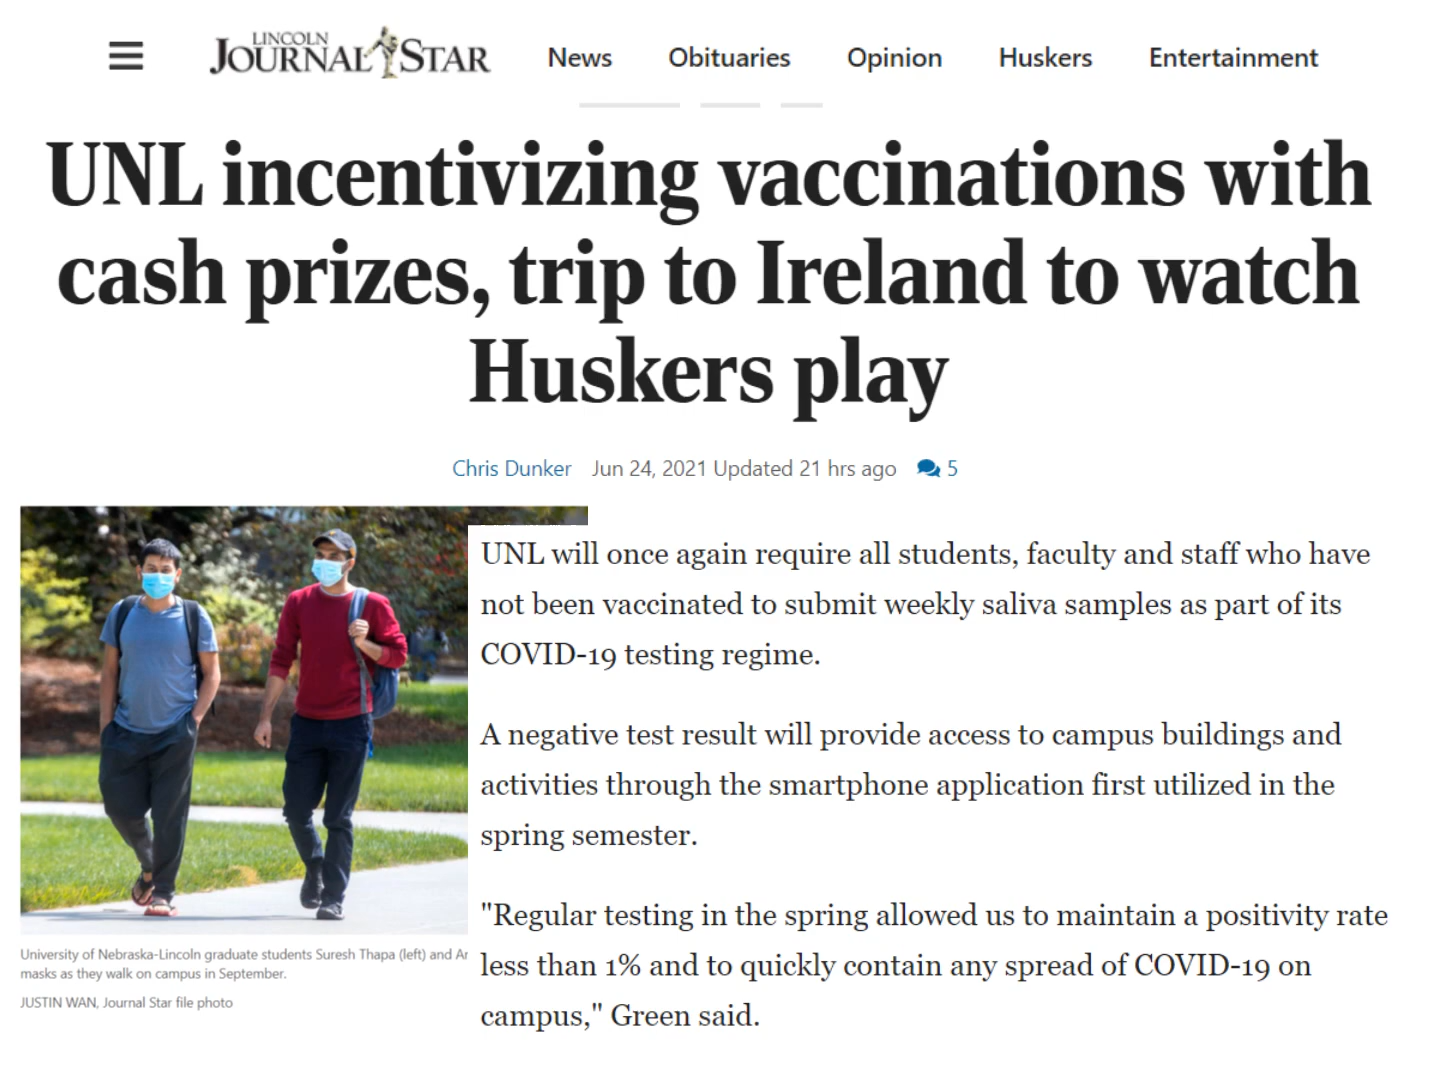 LINCOLN
JOURNAL STAR
News
Obituaries
Opinion
Huskers
Entertainment
UNL incentivizing vaccinations with
cash prizes, trip to Ireland to watch
Huskers play
Chris Dunker Jun 24, 2021 Updated 21 hrs ago 5
UNL will once again require all students, faculty and staff who have
not been vaccinated to submit weekly saliva samples as part of its
COVID-19 testing regime.
A negative test result will provide access to campus buildings and
activities through the smartphone application first utilized in the
spring semester.
"Regular testing in the spring allowed us to maintain a positivity rate
less than 1% and to quickly contain any spread of COVID-19 on
campus," Green said.
University of Nebraska-Lincoln graduate students Suresh Thapa (left) and Ar
masks as they walk on campus in September.
JUSTIN WAN, Journal Star file photo